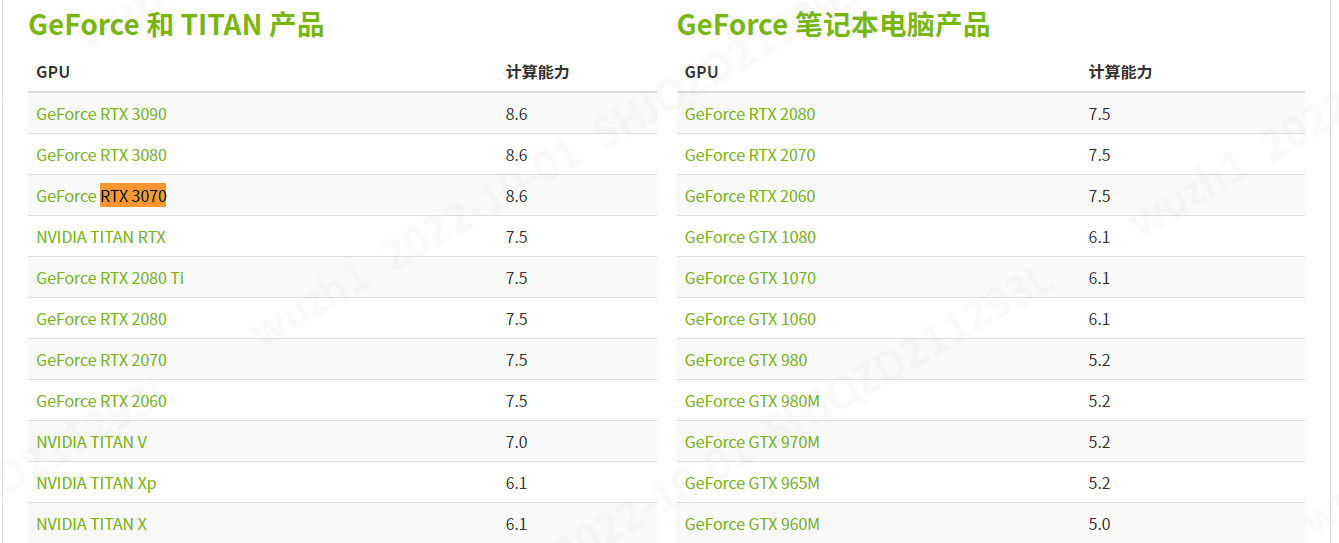 GeForce 和 TITAN 产品
GPU 计算能力
GeForce RTX 3090 8.6
GeForce RTX 3080 8.6
GeForce RTX 3070 8.6
NVIDIA TITAN RTX 7.5
GeForce RTX 2080 Ti 7.5
GeForce RTX 2080 7.5
GeForce RTX 2070 7.5
GeForce RTX 2060 7.5
NVIDIA TITAN V 7.0
NVIDIA TITAN Xp 6.1
NVIDIA TITAN X 6.1
GeForce 笔记本电脑产品
GPU 计算能力
GeForce RTX 2080 7.5
GeForce RTX 2070 7.5
GeForce RTX 2060 7.5
GeForce GTX 1080 6.1
GeForce GTX 1070 6.1
GeForce GTX 1060 6.1
GeForce GTX 980 5.2
GeForce GTX 980M 5.2
GeForce GTX 970M 5.2
GeForce GTX 965M 5.2
GeForce GTX 960M 5.0
wuzh1 2022-10-01 SHJQZD211293L